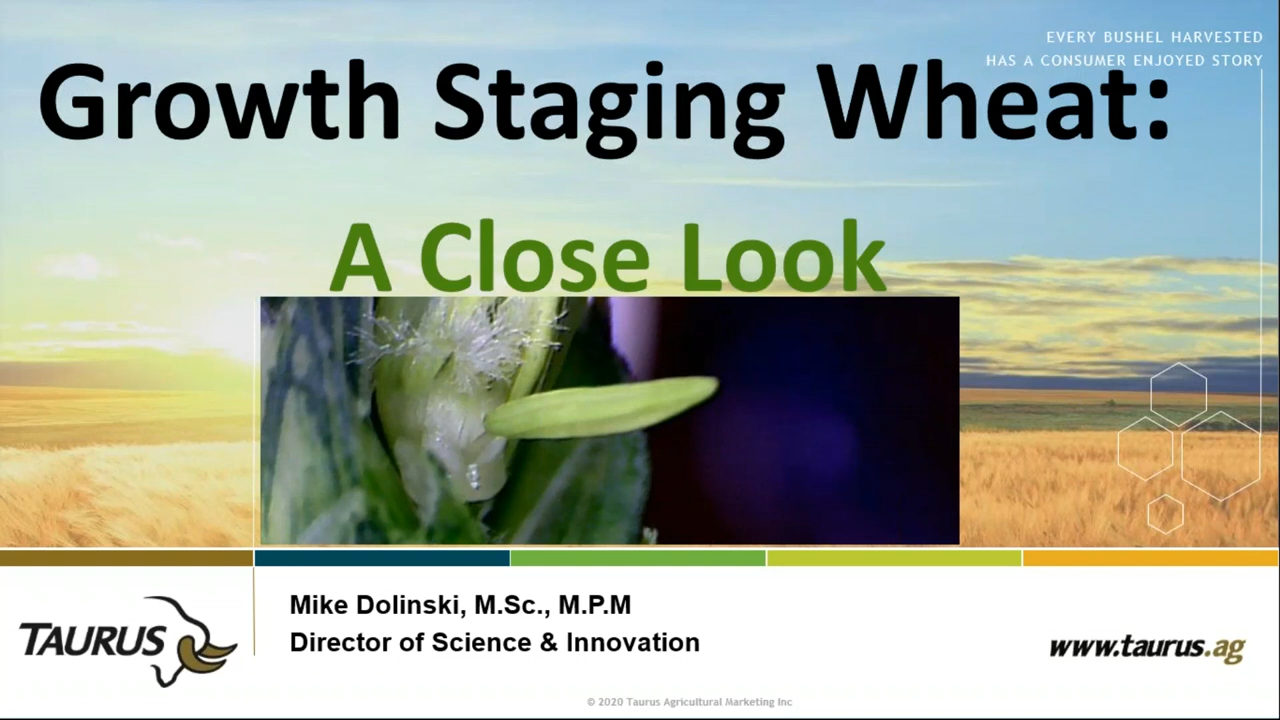 EVERY BUSHEL HARVESTED
HAS A CONSUMER ENJOYED STORY
Growth Staging Wheat:
A Close Look
TAURUS
Mike Dolinski, M.Sc., M.P.M
Director of Science & Innovation
www.taurus.ag
© 2020 Taurus Agricultural Marketing Inc